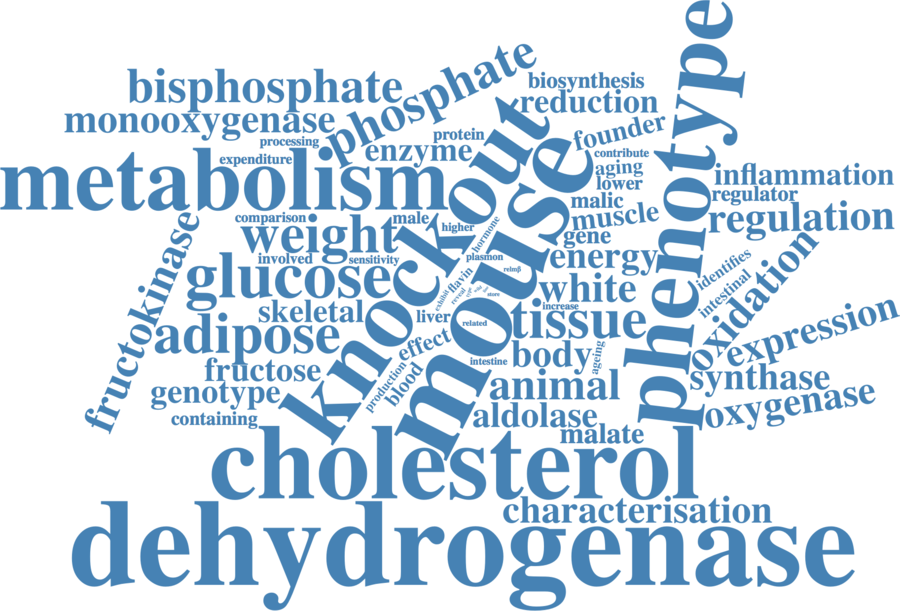 phenotype
phosphate
bisphosphate
biosynthesis
reduction
monooxygenase
founder
protein
processing
enzyme
knockout
mouse
contribute
expenditure
metabolism
aging
lower
inflammation
malic
regulator
muscle
regulation
comparison
male
higher
hormone
gene
weight
fructokinase
involved
sensitivity
plasmon
energy
identifies
glucose
flavin
white
intestinal
oxidation
exhibit
reveal
store
increase
skeletal
liver
related
tissue
expression
adipose
effect
body
ageing
intestine
fructose
production
blood
animal
synthase
genotype
containing
aldolase
oxygenase
malate
cholesterol
characterisation
dehydrogenase